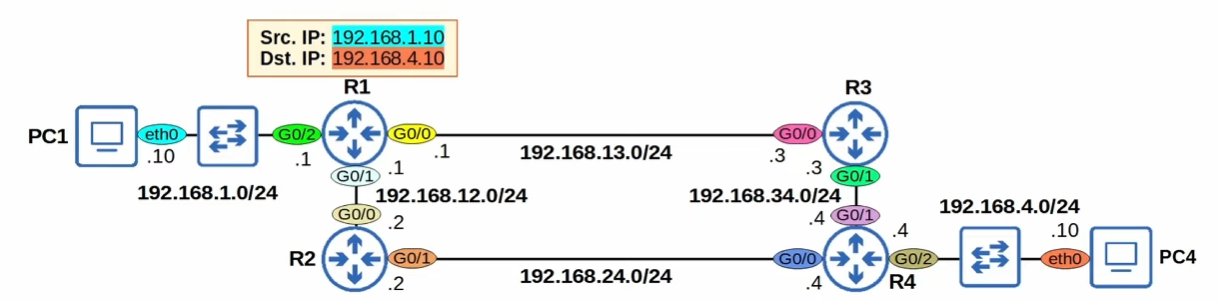 Src. IP: 192.168.1.10
Dst. IP: 192.168.4.10
R1
R3
PC1
eth0
.10
G0/2
.1
G0/0
.1
192.168.13.0/24
G0/0
.3
192.168.1.0/24
.1
G0/1
192.168.12.0/24
G0/0
.2
.3
G0/1
192.168.34.0/24
.4
G0/1
R2
G0/1
.2
192.168.24.0/24
G0/0
.4
R4
.4
G0/2
192.168.4.0/24
.10
eth0
PC4